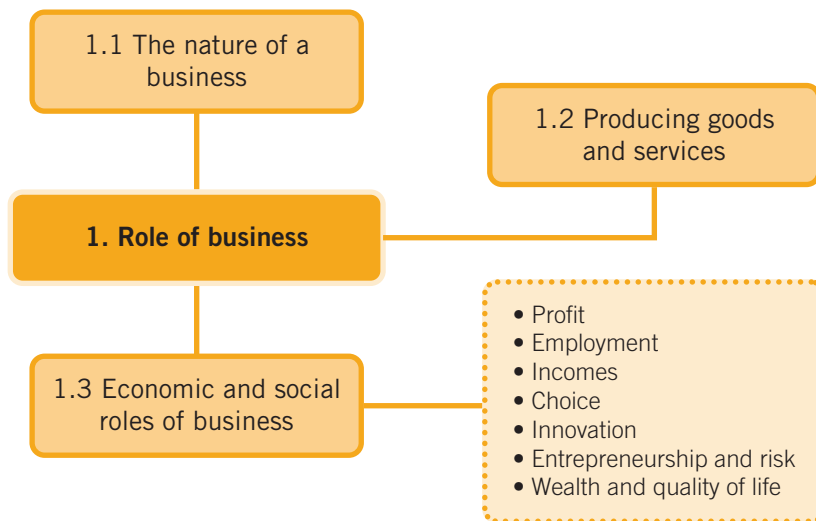 1.1 The nature of a
business
1.2 Producing goods
and services
1. Role of business
1.3 Economic and social
roles of business
• Profit
• Employment
• Incomes
• Choice
• Innovation
• Entrepreneurship and risk
• Wealth and quality of life